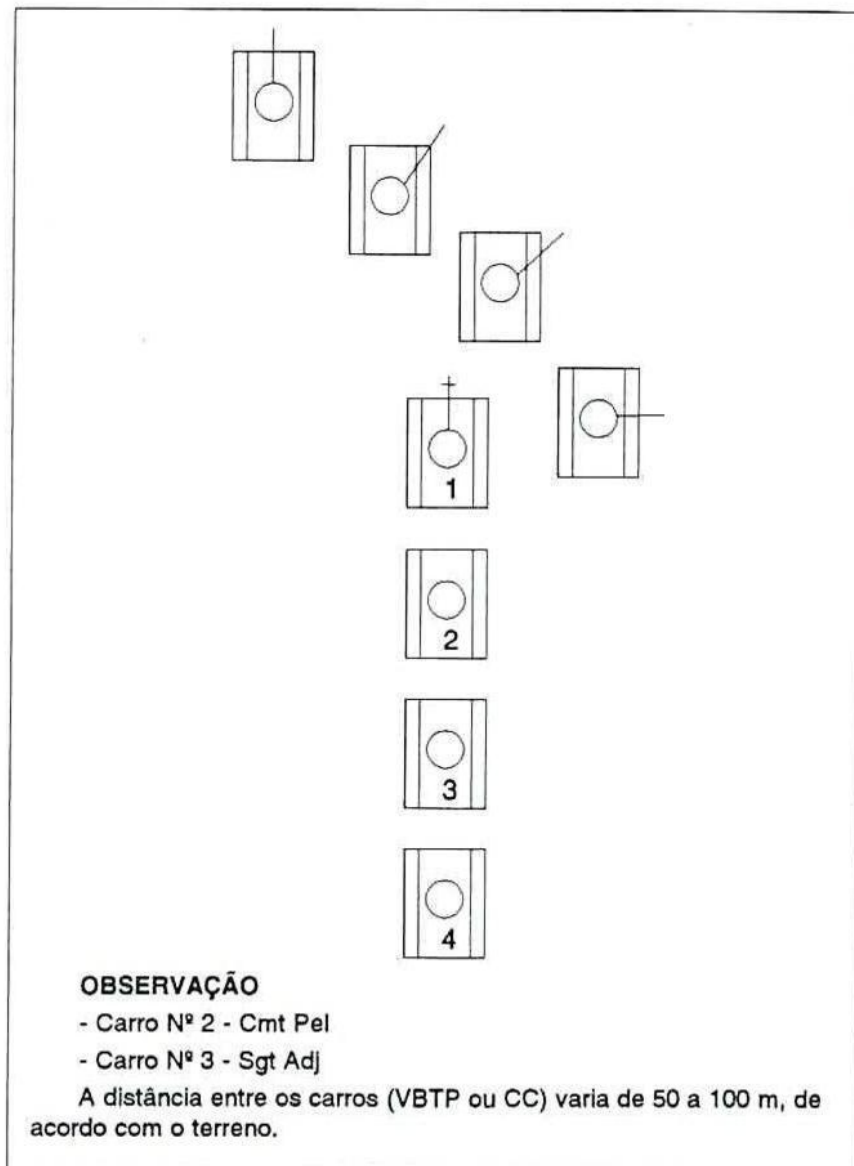 1
2
3
4
OBSERVAÇÃO
- Carro Nº 2 - Cmt Pel
- Carro Nº 3 - Sgt Adj
A distância entre os carros (VBTP ou CC) varia de 50 a 100 m, de
acordo com o terreno.